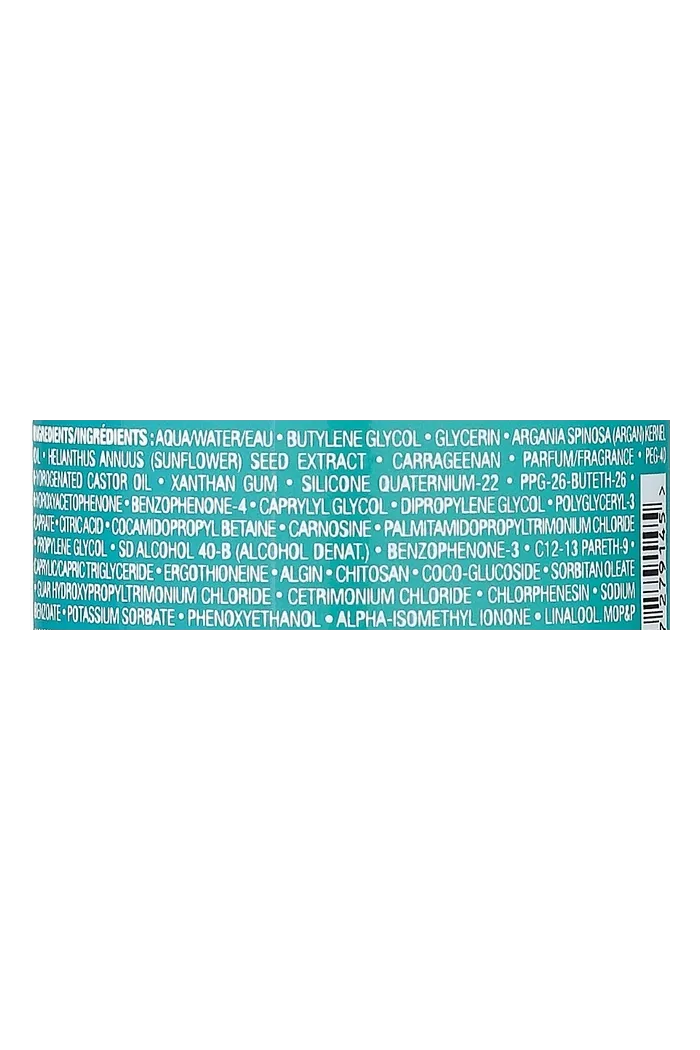 INGREDIENTS/INGRÉDIENTS : AQUA/WATER/EAU • BUTYLENE GLYCOL • GLYCERIN • ARGANIA SPINOSA (ARGAN) KERNEL
OIL • HELIANTHUS ANNUUS (SUNFLOWER) SEED EXTRACT • CARRAGEENAN • PARFUM/FRAGRANCE • PEG-40
HYDROGENATED CASTOR OIL • XANTHAN GUM • SILICONE QUATERNIUM-22 • PPG-26-BUTETH-26 •
HYDROXYACETOPHENONE • BENZOPHENONE-4 • CAPRYLYL GLYCOL • DIPROPYLENE GLYCOL • POLYGLYCERYL-3
CAPRATE • CITRIC ACID • COCAMIDOPROPYL BETAINE • CARNOSINE • PALMITAMIDOPROPYLTRIMONIUM CHLORIDE
• PROPYLENE GLYCOL • SD ALCOHOL 40-B (ALCOHOL DENAT.) • BENZOPHENONE-3 • C12-13 PARETH-9 •
CAPRYLIC/CAPRIC TRIGLYCERIDE • ERGOTHIONEINE • ALGIN • CHITOSAN • COCO-GLUCOSIDE • SORBITAN OLEATE
• GUAR HYDROXYPROPYLTRIMONIUM CHLORIDE • CETRIMONIUM CHLORIDE • CHLORPHENESIN • SODIUM
BENZOATE • POTASSIUM SORBATE • PHENOXYETHANOL • ALPHA-ISOMETHYL IONONE • LINALOOL. MOP&P
7 279145 >